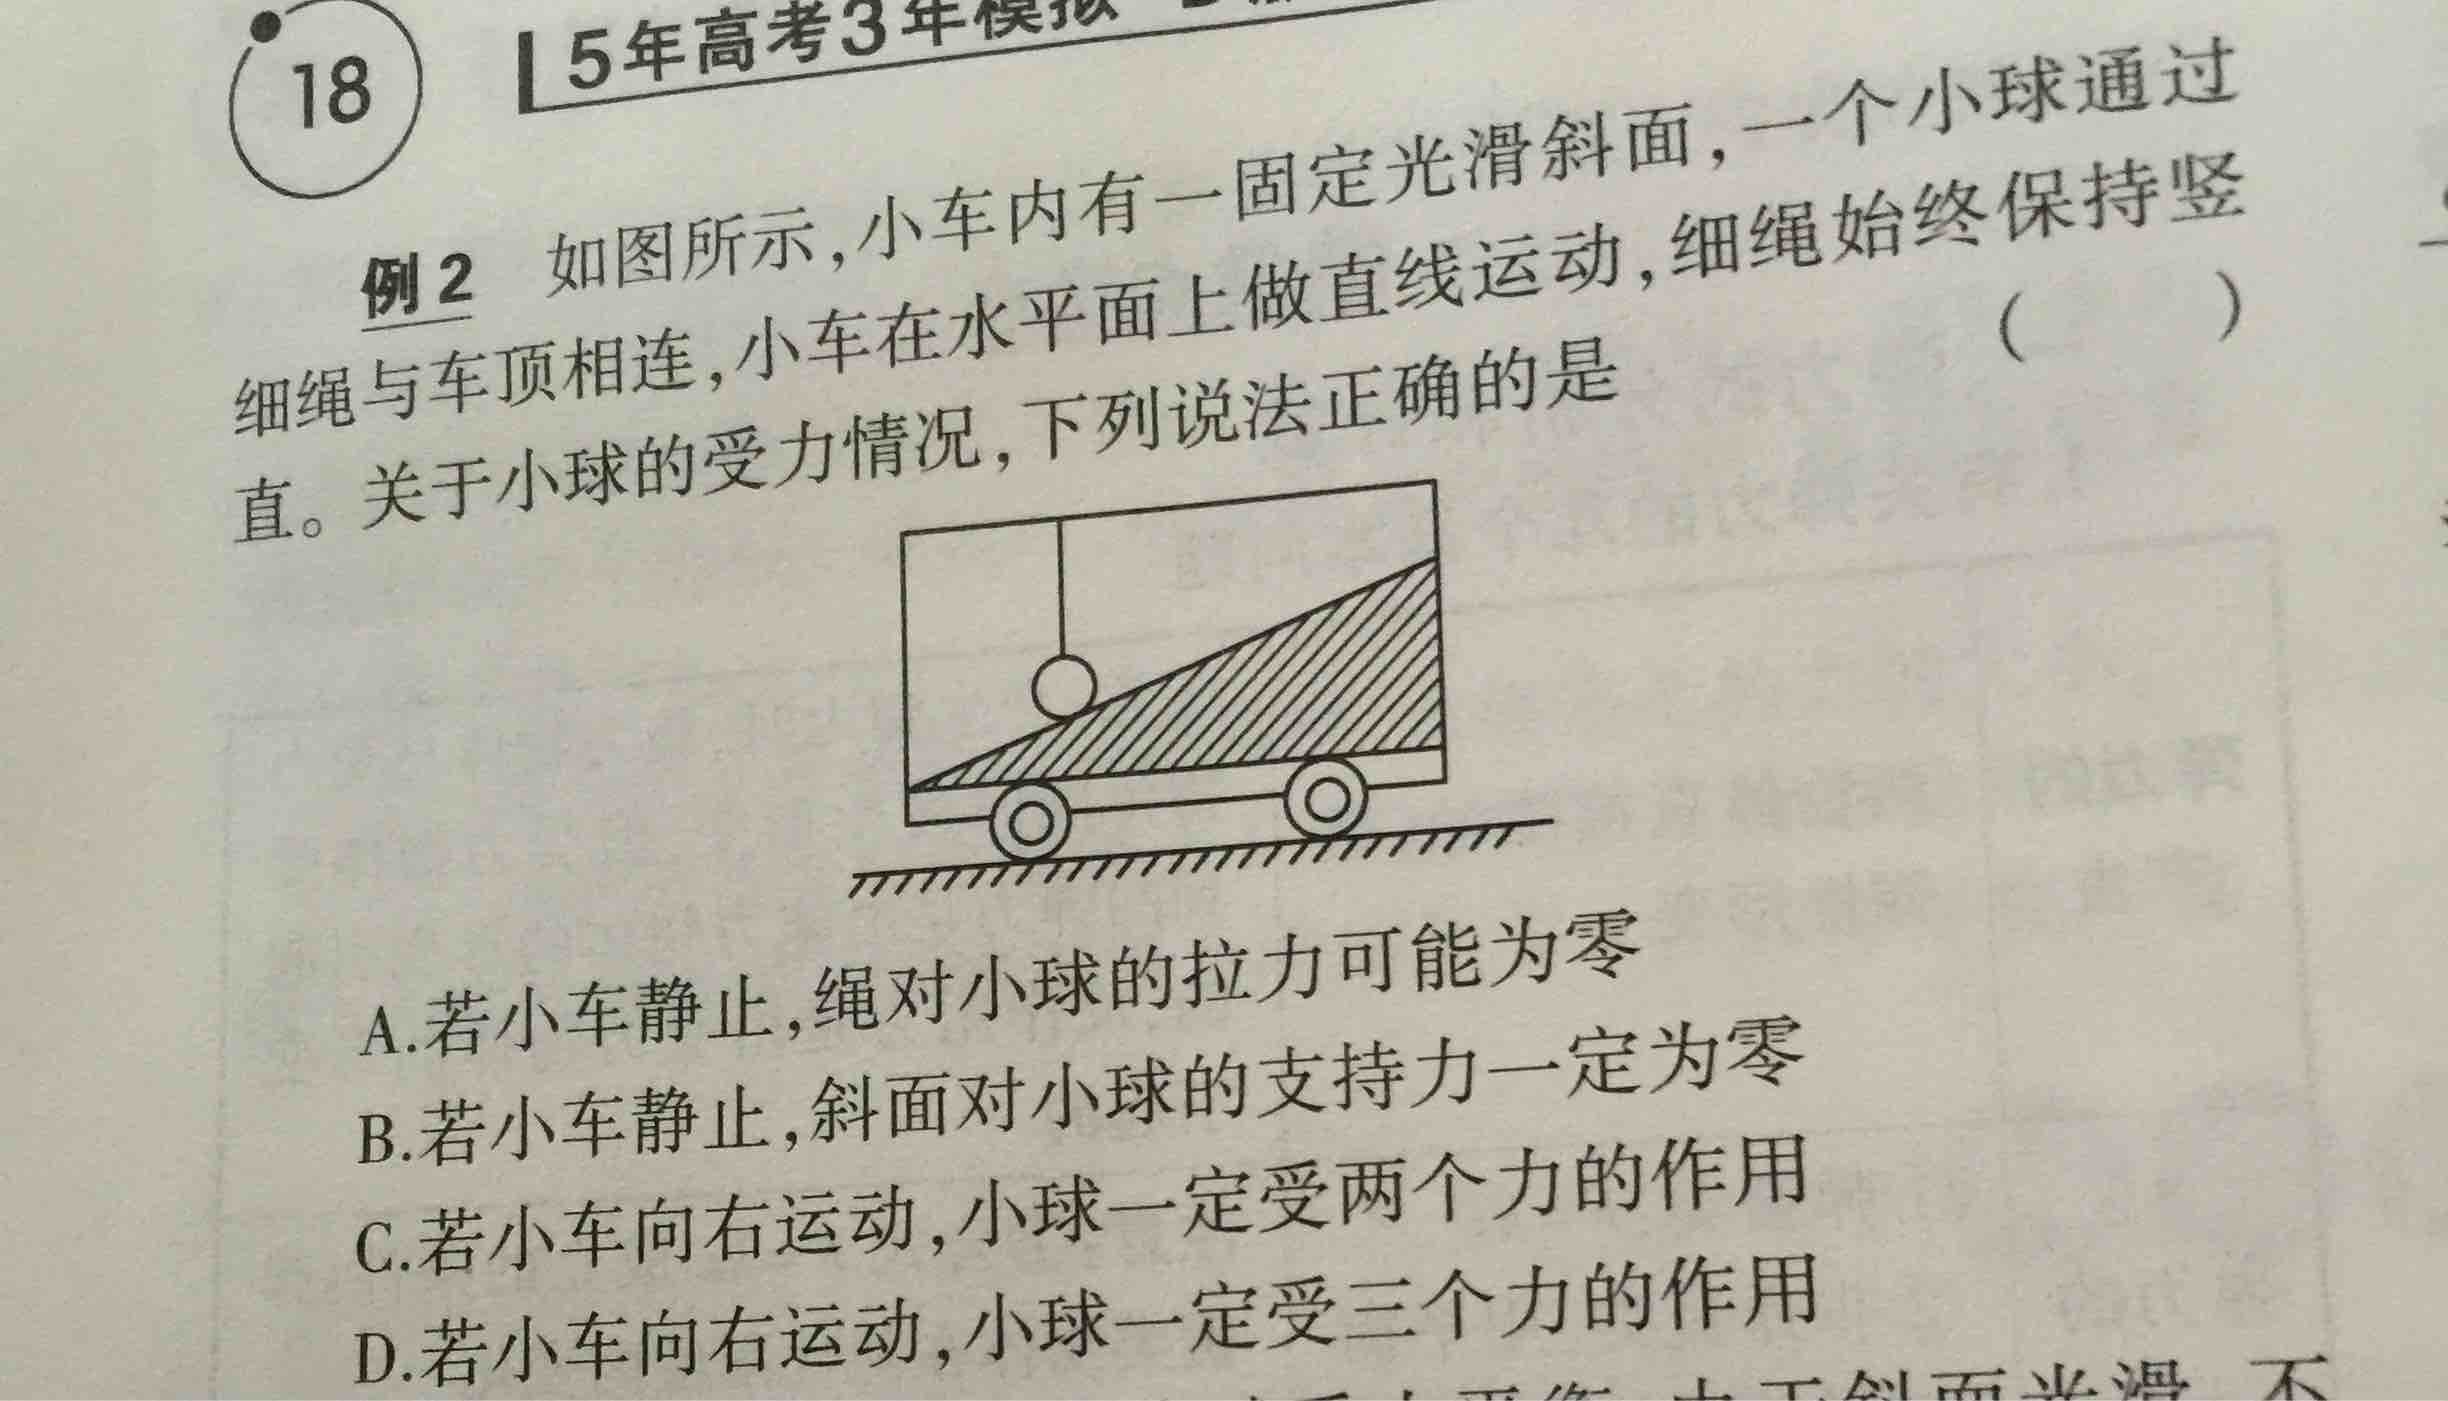 18
5年高考3年模拟
例2 如图所示,小车内有一固定光滑斜面,一个小球通过
细绳与车顶相连,小车在水平面上做直线运动,细绳始终保持竖
直。关于小球的受力情况,下列说法正确的是 ( )
A.若小车静止,绳对小球的拉力可能为零
B.若小车静止,斜面对小球的支持力一定为零
C.若小车向右运动,小球一定受两个力的作用
D.若小车向右运动,小球一定受三个力的作用
由于斜面光滑 不